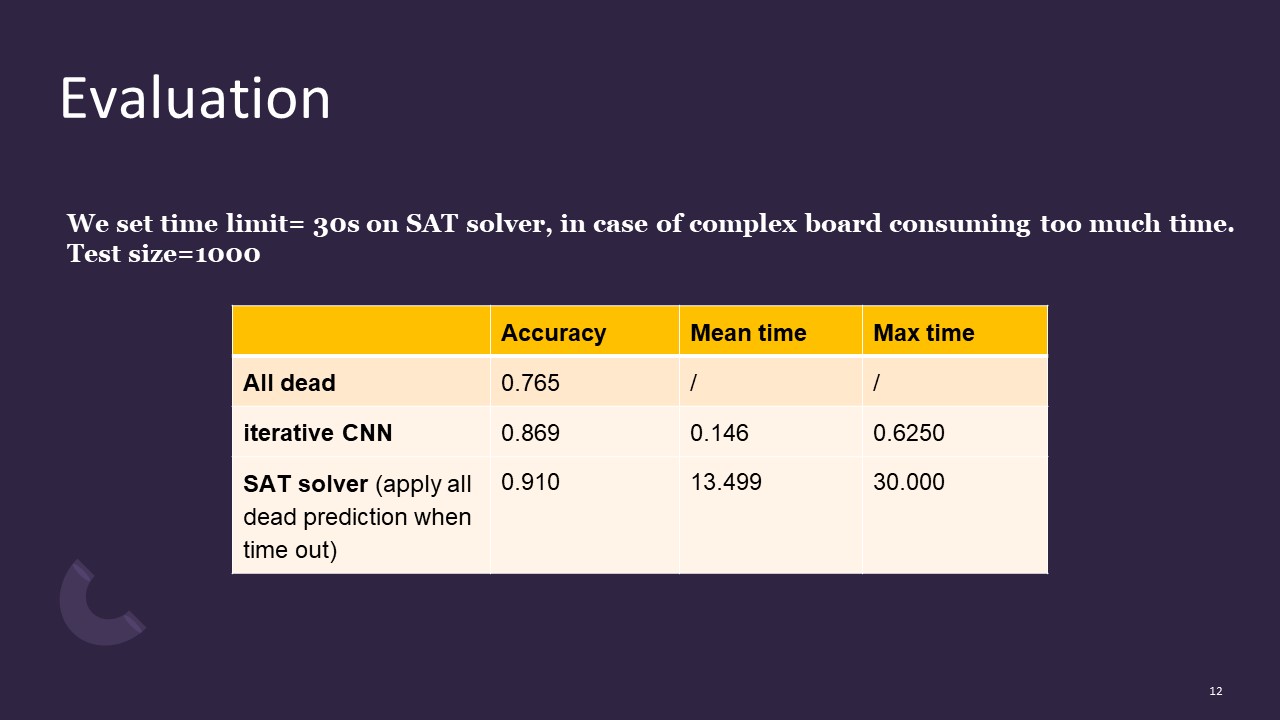 Evaluation
We set time limit= 30s on SAT solver, in case of complex board consuming too much time.
Test size=1000
Accuracy Mean time Max time
All dead 0.765 / /
iterative CNN 0.869 0.146 0.6250
SAT solver (apply all 0.910 13.499 30.000
dead prediction when
time out)
12